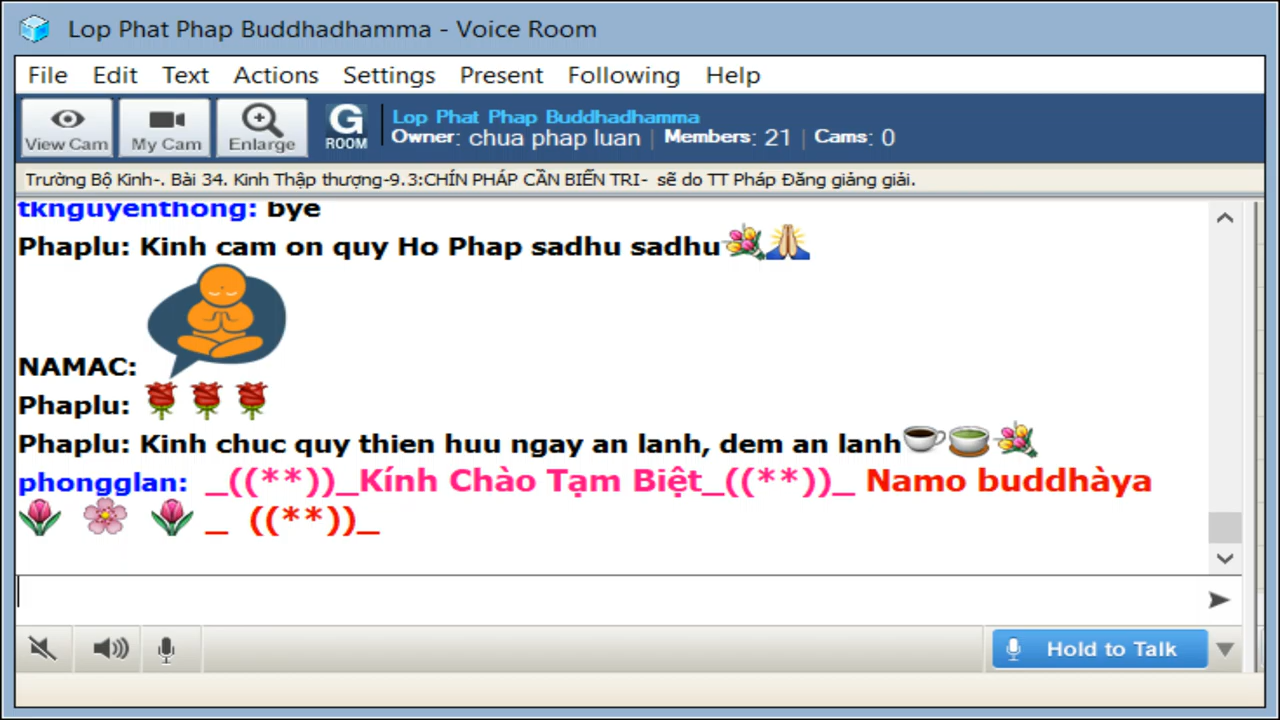 Lop Phat Phap Buddhadhamma - Voice Room
File Edit Text Actions Settings Present Following Help
View Cam My Cam Enlarge G ROOM
Lop Phat Phap Buddhadhamma
Owner: chua phap luan | Members: 21 | Cams: 0
Trường Bộ Kinh-. Bài 34. Kinh Thập thượng-9.3:CHÍN PHÁP CẦN BIẾN TRI- sẽ do TT Pháp Đăng giảng giải.
tknguyenthong: bye
Phaplu: Kinh cam on quy Ho Phap sadhu sadhu
NAMAC:
Phaplu:
Phaplu: Kinh chuc quy thien huu ngay an lanh, dem an lanh
phongglan: _((**))_Kính Chào Tạm Biệt_((**))_ Namo buddhàya
_ ((**))_
Hold to Talk